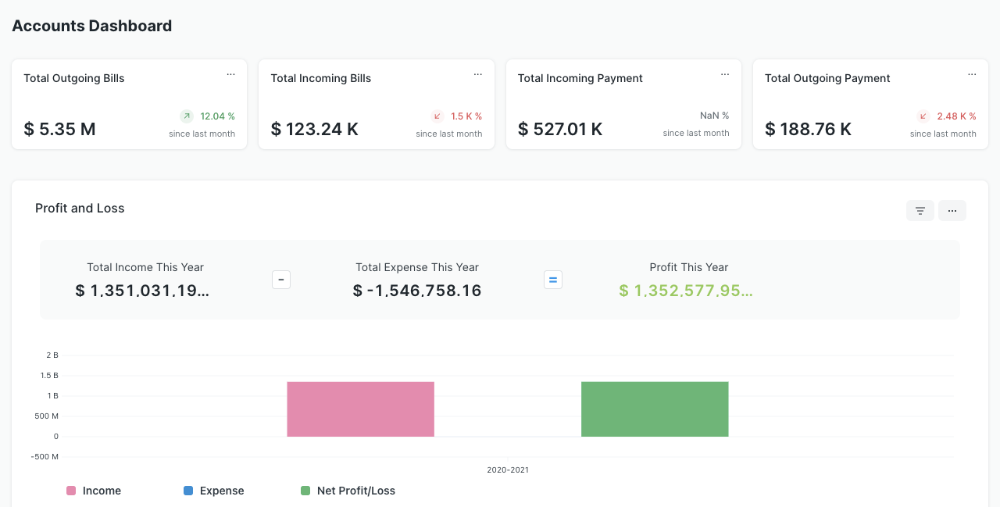 Accounts Dashboard
Total Outgoing Bills ...
$ 5.35 M
12.04 %
since last month
Total Incoming Bills ...
$ 123.24 K
1.5 K %
since last month
Total Incoming Payment ...
$ 527.01 K
NaN %
since last month
Total Outgoing Payment ...
$ 188.76 K
2.48 K %
since last month
Profit and Loss
...
Total Income This Year
$ 1,351,031,19...
-
Total Expense This Year
$ -1,546,758.16
=
Profit This Year
$ 1,352,577,95...
2 B
1.5 B
1 B
500 M
0
-500 M
2020-2021
Income Expense Net Profit/Loss